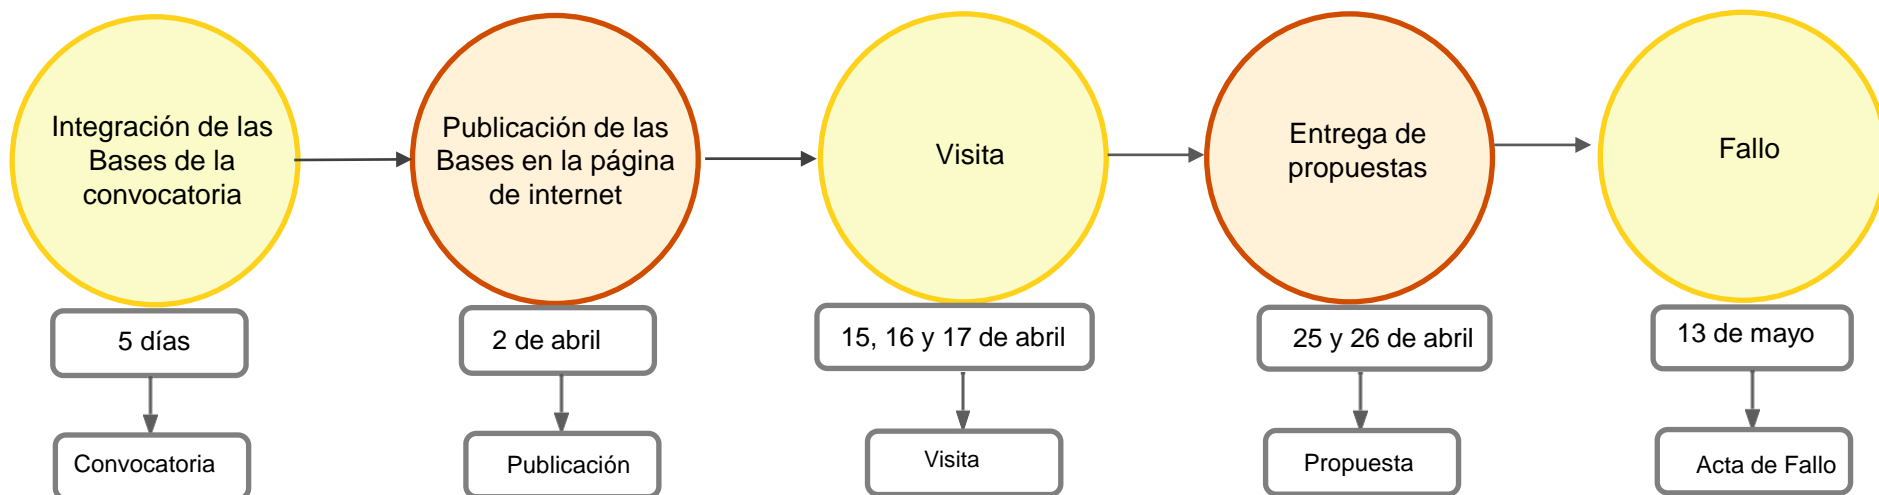 Integración de las
Bases de la
convocatoria
Publicación de las
Bases en la página
de internet
Visita
Entrega de
propuestas
Fallo
5 días
2 de abril
15, 16 y 17 de abril
25 y 26 de abril
13 de mayo
Convocatoria
Publicación
Visita
Propuesta
Acta de Fallo